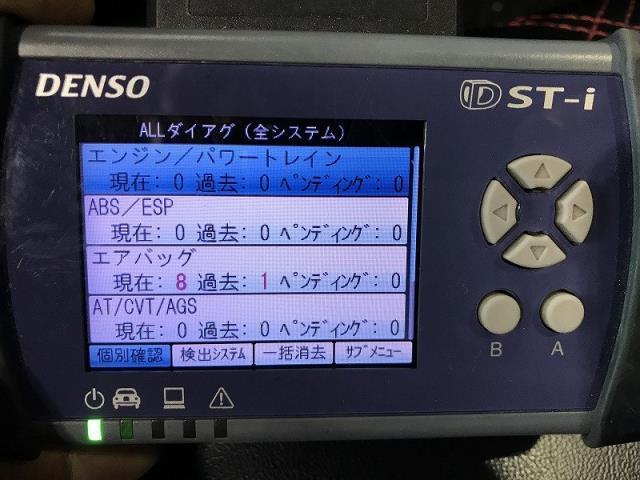 DENSO
DST-i
ALLダイアグ(全システム)
エンジン/パワートレイン
現在: 0 過去: 0 ペンディング: 0
ABS/ESP
現在: 0 過去: 0 ペンディング: 0
エアバッグ
現在: 8 過去: 1 ペンディング: 0
AT/CVT/AGS
現在: 0 過去: 0 ペンディング: 0
個別確認 検出システム 一括消去 サブメニュー
B A